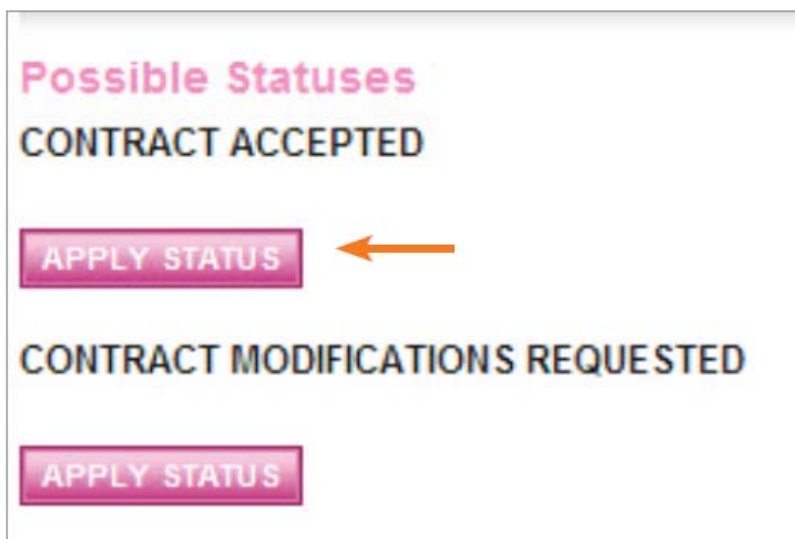 Possible Statuses
CONTRACT ACCEPTED
APPLY STATUS
CONTRACT MODIFICATIONS REQUESTED
APPLY STATUS